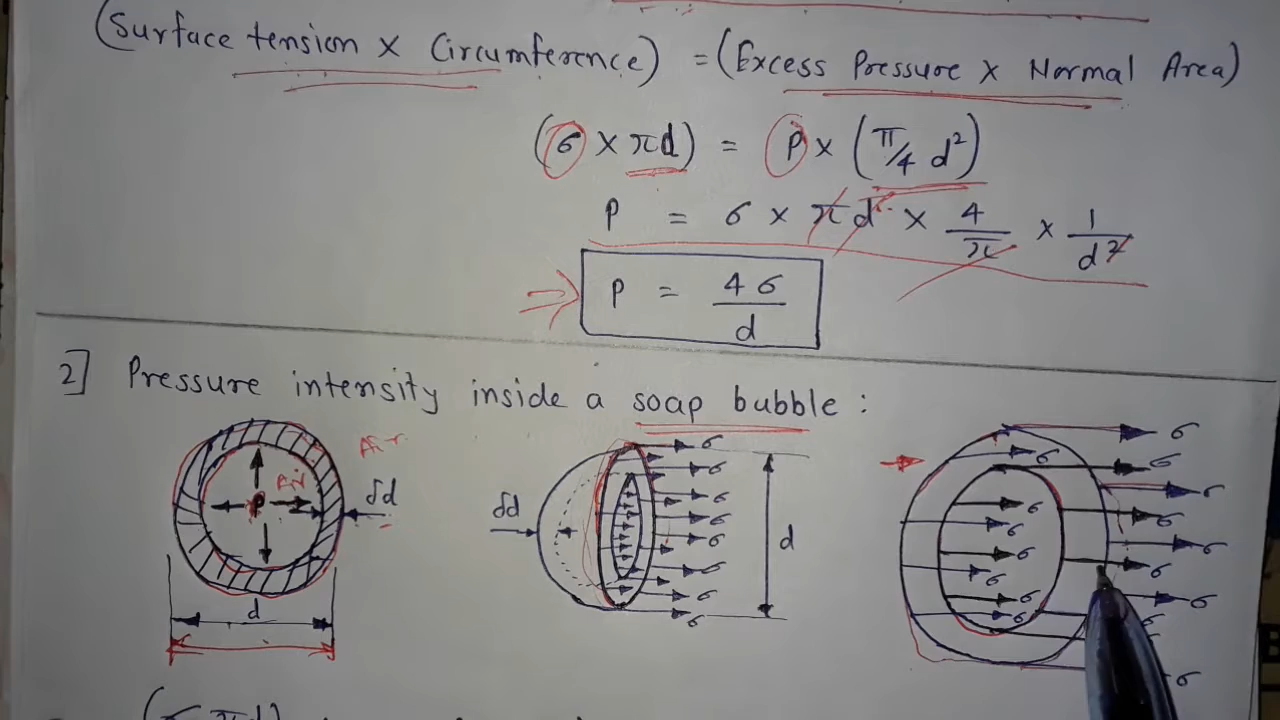 (Surface tension × Circumference) = (Excess Pressure × Normal Area)
(σ × πd) = P × (π/4 d²)
P = σ × πd × 4/π × 1/d²
P = 4σ/d
2] Pressure intensity inside a soap bubble :
Air
P
δd
d
δd
σ σ σ σ σ σ σ
d
σ σ σ σ σ σ σ σ σ σ σ σ σ σ